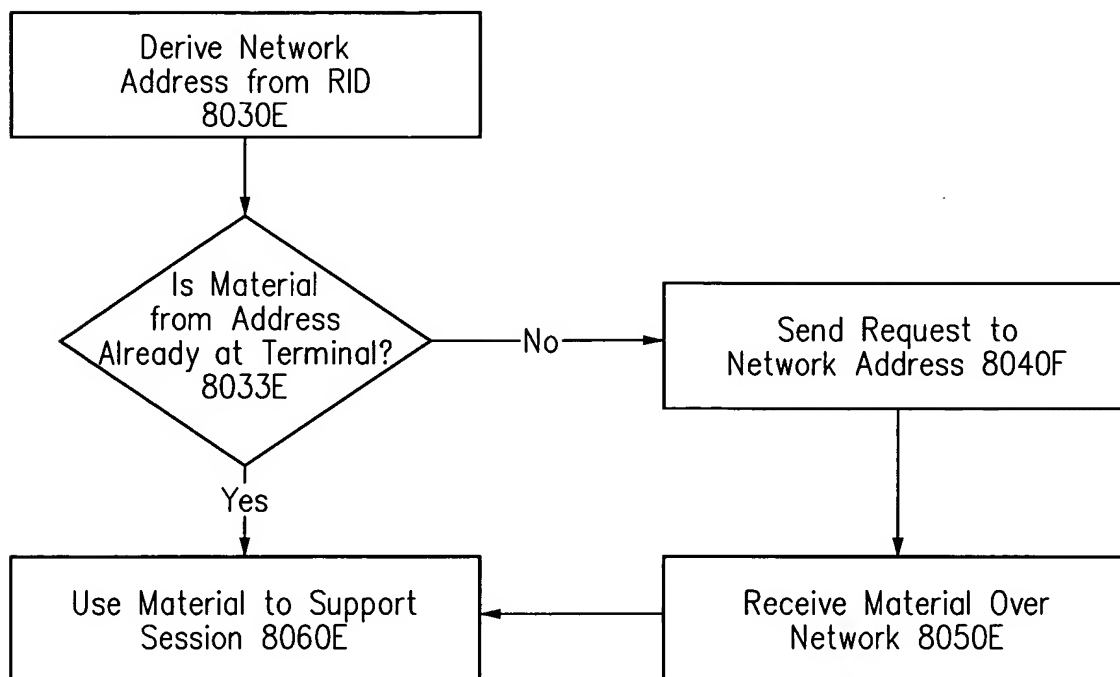 Derive Network
Address from RID
8030E
Is Material
from Address
Already at Terminal?
8033E
No
Send Request to
Network Address 8040F
Yes
Use Material to Support
Session 8060E
Receive Material Over
Network 8050E